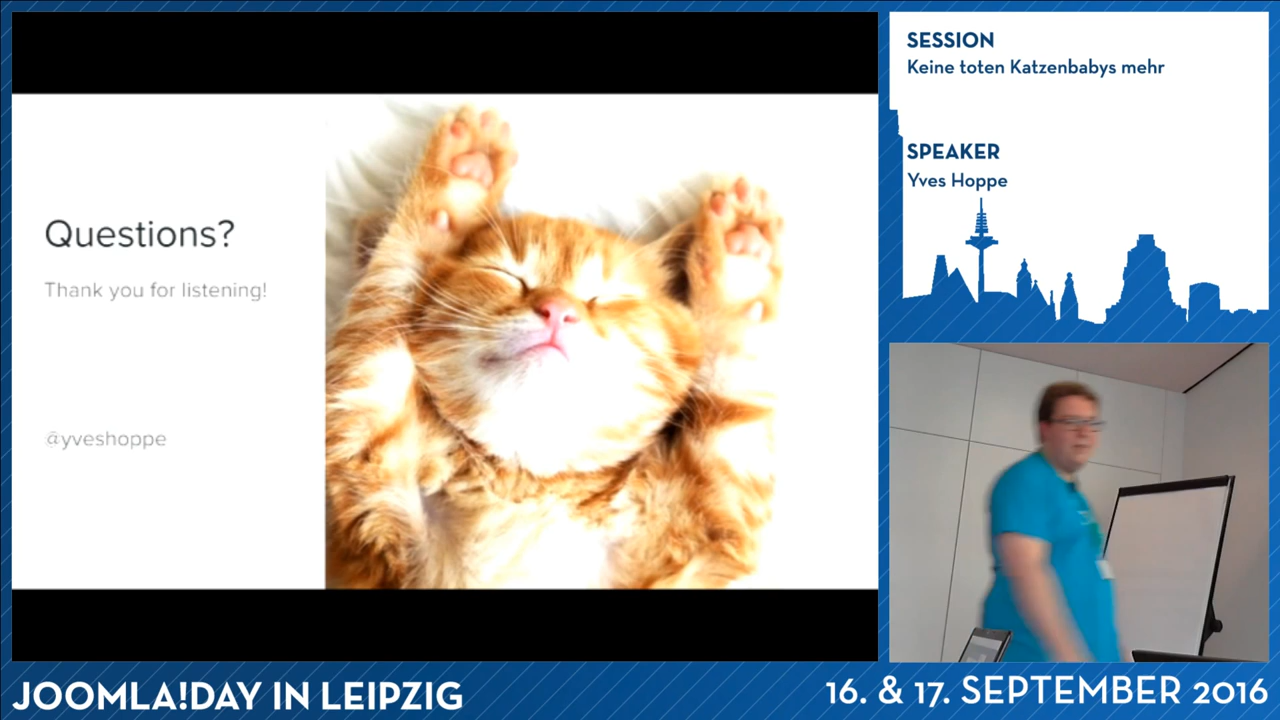 Questions?
Thank you for listening!
@yveshoppe
SESSION
Keine toten Katzenbabys mehr
SPEAKER
Yves Hoppe
JOOMLA!DAY IN LEIPZIG
16. & 17. SEPTEMBER 2016